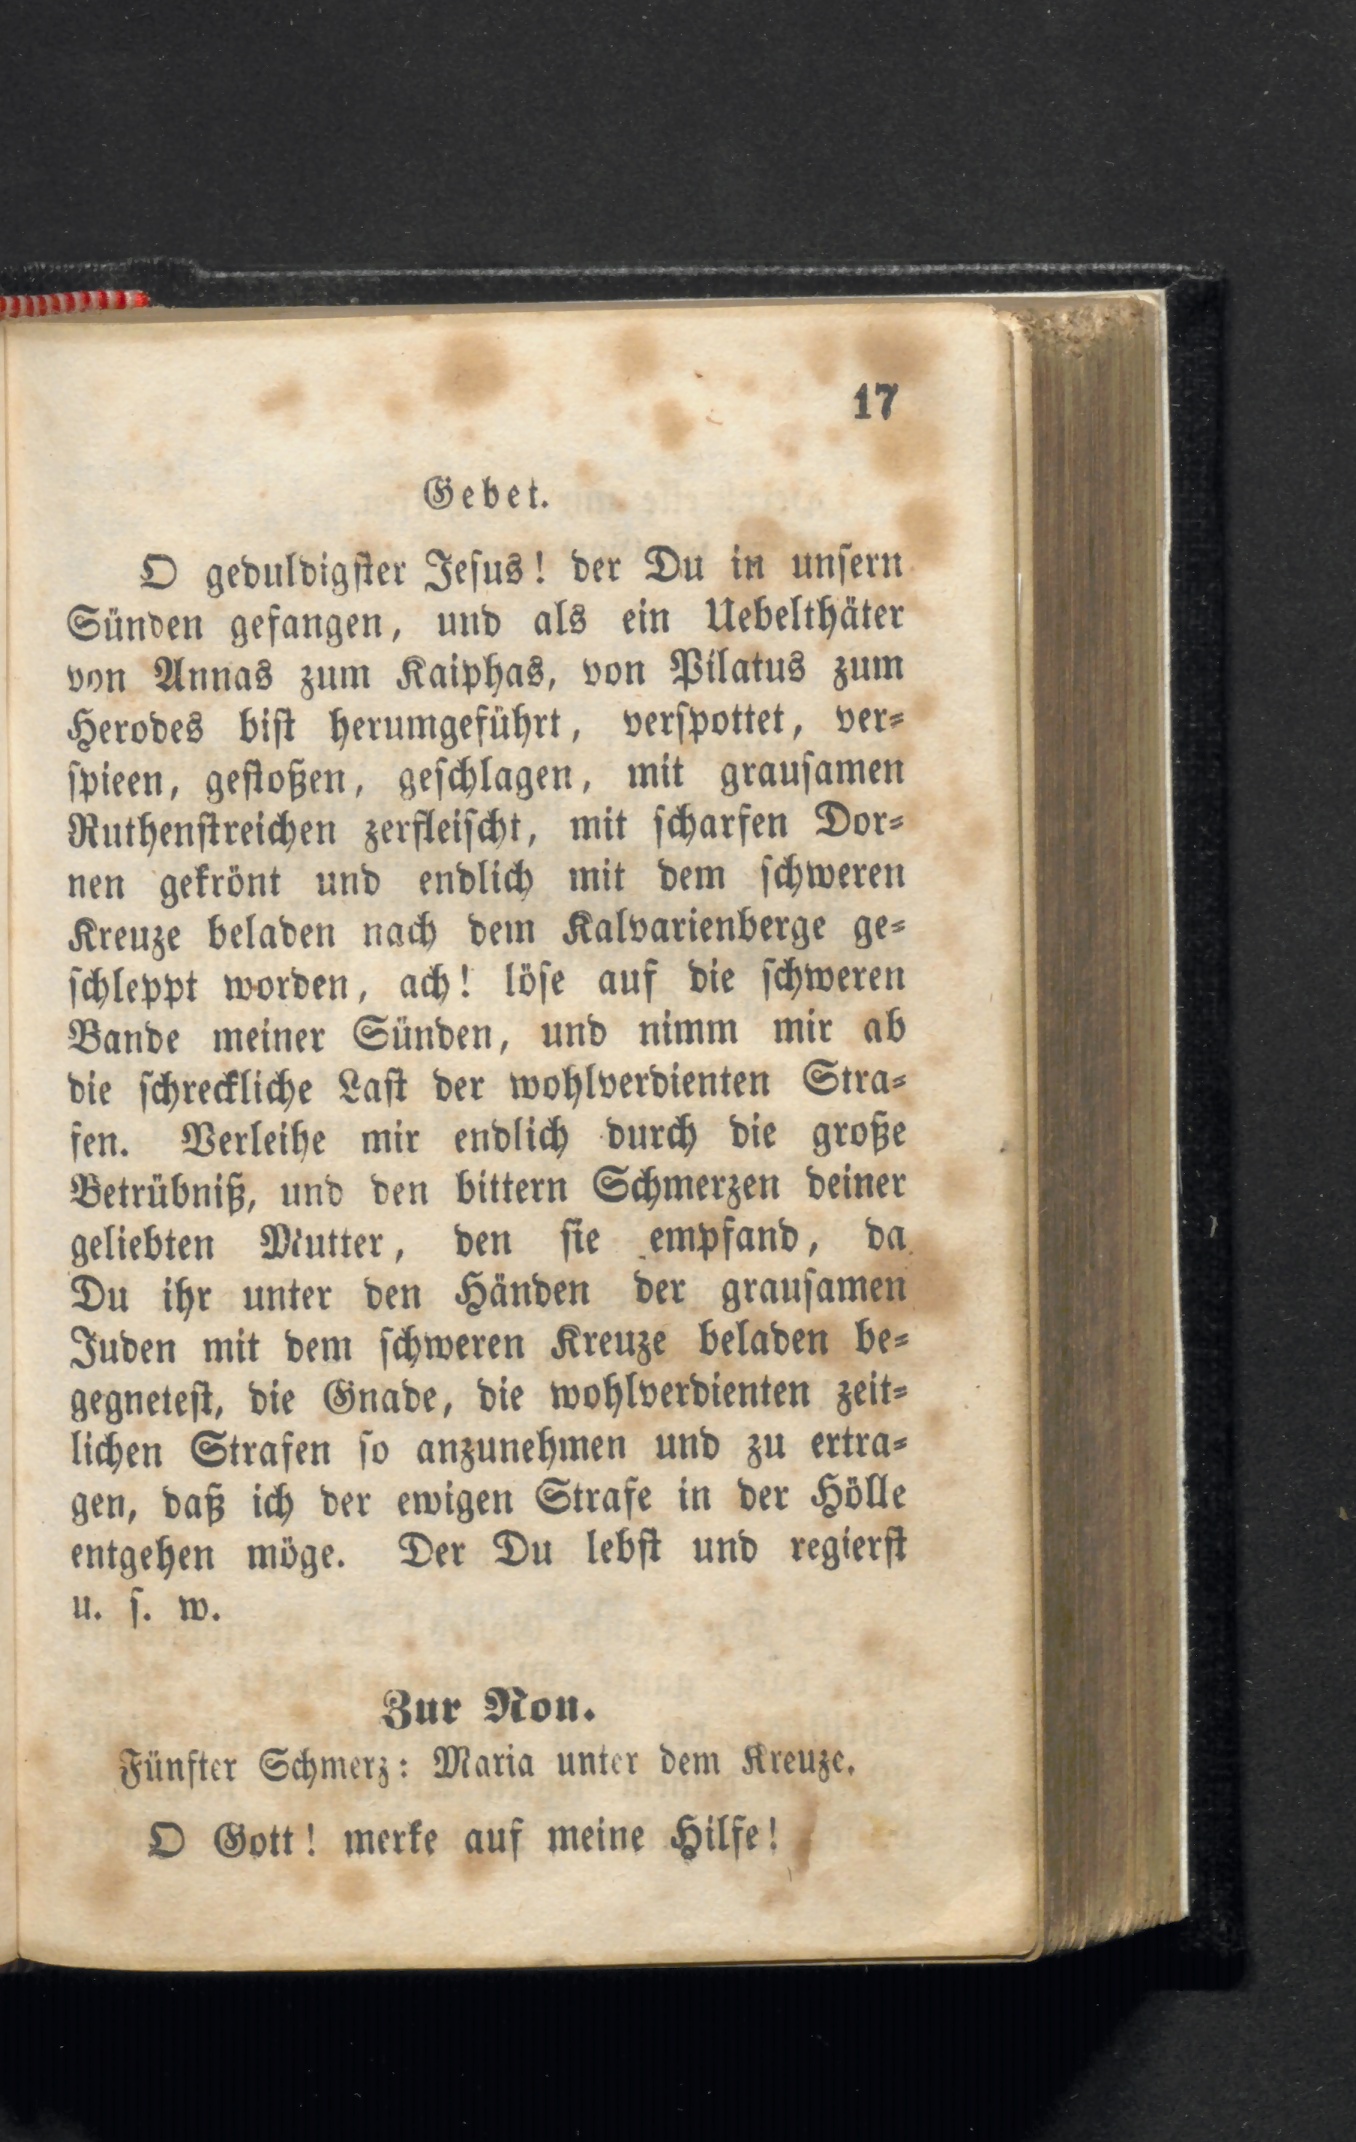 17
Gebet.
O geduldigster Jesus! der Du in unsern
Sünden gefangen, und als ein Uebelthäter
von Annas zum Kaiphas, von Pilatus zum
Herodes bist herumgeführt, verspottet, ver-
spieen, gestoßen, geschlagen, mit grausamen
Ruthenstreichen zerfleischt, mit scharfen Dor-
nen gekrönt und endlich mit dem schweren
Kreuze beladen nach dem Kalvarienberge ge-
schleppt worden, ach! löse auf die schweren
Bande meiner Sünden, und nimm mir ab
die schreckliche Last der wohlverdienten Stra-
fen. Verleihe mir endlich durch die große
Betrübniß, und den bittern Schmerzen deiner
geliebten Mutter, den sie empfand, da
Du ihr unter den Händen der grausamen
Juden mit dem schweren Kreuze beladen be-
gegnetest, die Gnade, die wohlverdienten zeit-
lichen Strafen so anzunehmen und zu ertra-
gen, daß ich der ewigen Strafe in der Hölle
entgehen möge. Der Du lebst und regierst
u. s. w.
Zur Non.
Fünfter Schmerz: Maria unter dem Kreuze.
O Gott! merke auf meine Hilfe!